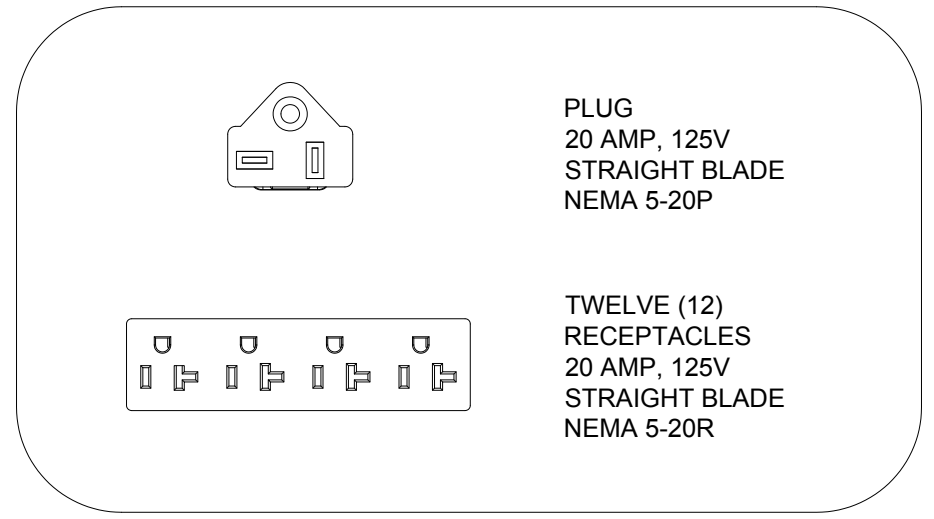 PLUG
20 AMP, 125V
STRAIGHT BLADE
NEMA 5-20P
TWELVE (12)
RECEPTACLES
20 AMP, 125V
STRAIGHT BLADE
NEMA 5-20R